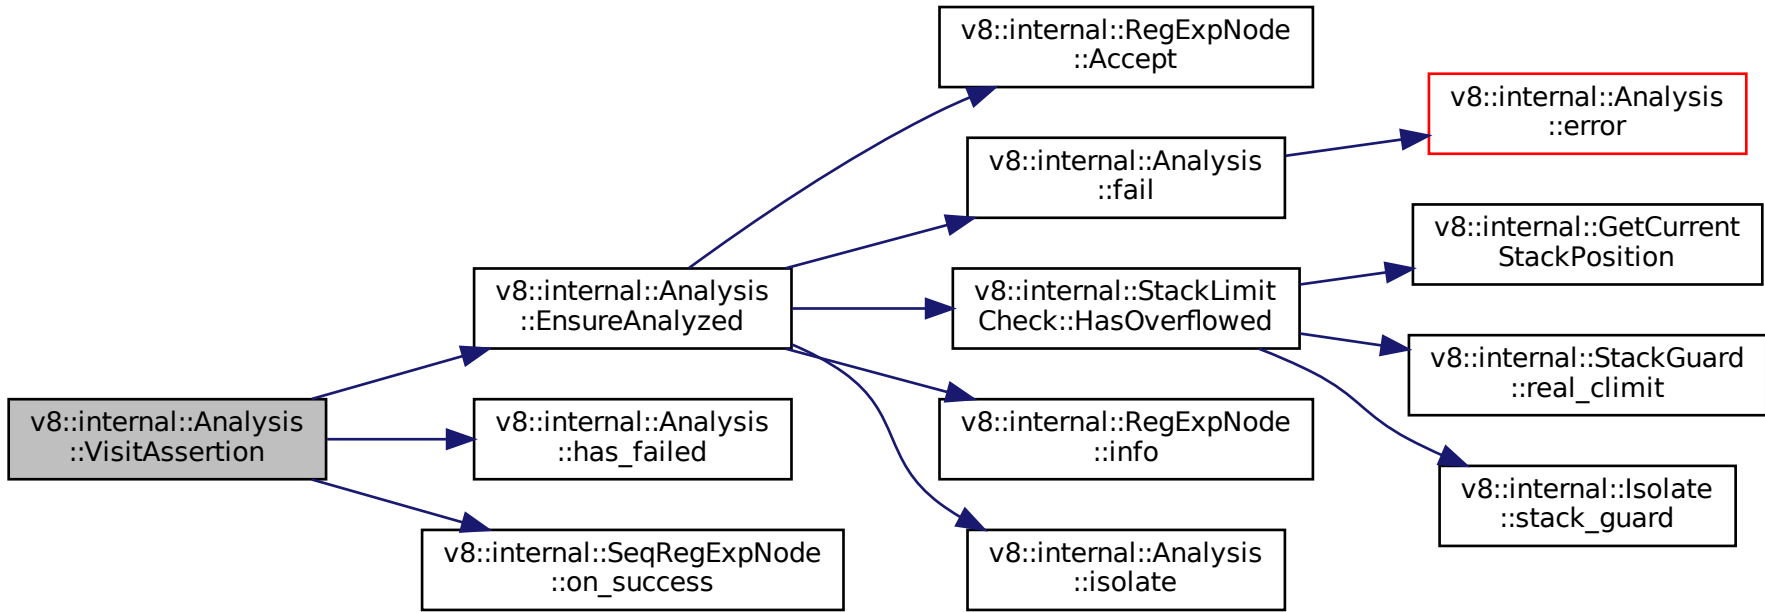 v8::internal::RegExpNode
::Accept
v8::internal::Analysis
::error
v8::internal::Analysis
::fail
v8::internal::GetCurrent
StackPosition
v8::internal::Analysis
::EnsureAnalyzed
v8::internal::StackLimit
Check::HasOverflowed
v8::internal::StackGuard
::real_climit
v8::internal::Analysis
::VisitAssertion
v8::internal::Analysis
::has_failed
v8::internal::RegExpNode
::info
v8::internal::Isolate
::stack_guard
v8::internal::SeqRegExpNode
::on_success
v8::internal::Analysis
::isolate